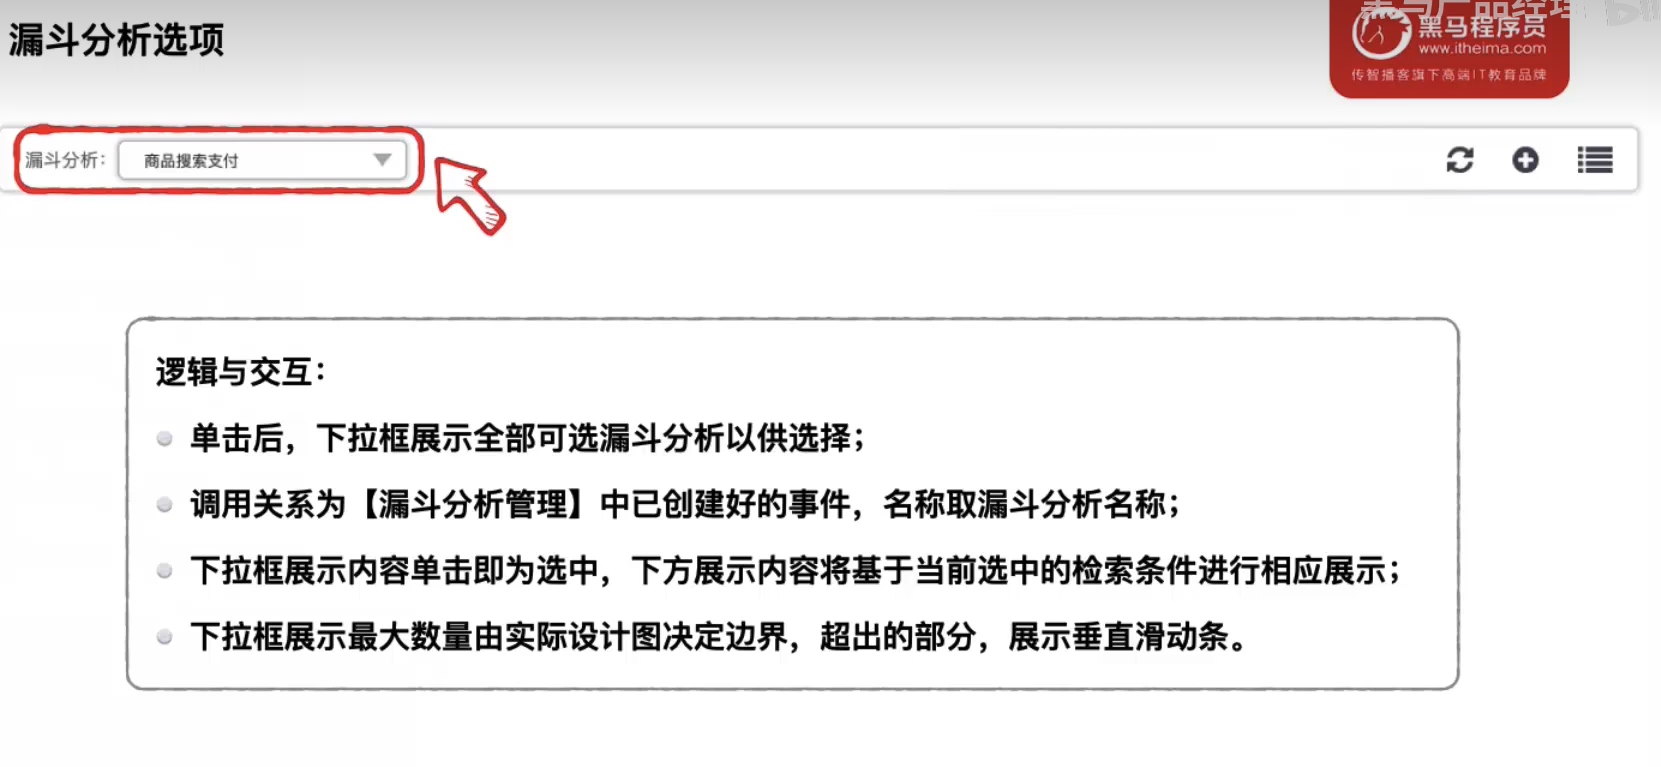 漏斗分析选项
黑马产品经理
黑马程序员
www.itheima.com
传智播客旗下高端IT教育品牌
漏斗分析：
商品搜索支付
逻辑与交互：
单击后，下拉框展示全部可选漏斗分析以供选择；
调用关系为【漏斗分析管理】中已创建好的事件，名称取漏斗分析名称；
下拉框展示内容单击即为选中，下方展示内容将基于当前选中的检索条件进行相应展示；
下拉框展示最大数量由实际设计图决定边界，超出的部分，展示垂直滑动条。